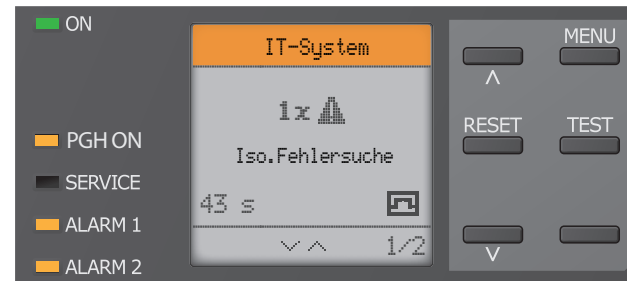 ON
PGH ON
SERVICE
ALARM 1
ALARM 2
IT-System
1x
Iso.Fehlersuche
43 s
1/2
MENU
RESET
TEST